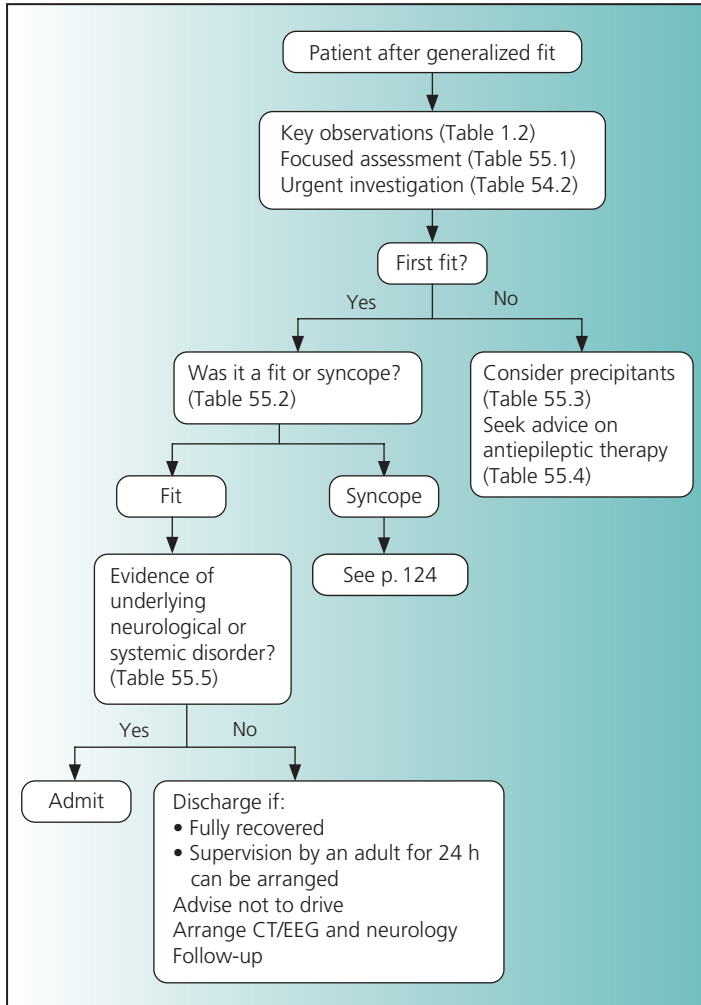 Patient after generalized fit
Key observations (Table 1.2)
Focused assessment (Table 55.1)
Urgent investigation (Table 54.2)
First fit?
Yes
No
Was it a fit or syncope?
(Table 55.2)
Consider precipitants
(Table 55.3)
Seek advice on
antiepileptic therapy
(Table 55.4)
Fit
Syncope
See p. 124
Evidence of
underlying
neurological or
systemic disorder?
(Table 55.5)
Yes
No
Admit
Discharge if:
• Fully recovered
• Supervision by an adult for 24 h
can be arranged
Advise not to drive
Arrange CT/EEG and neurology
Follow-up